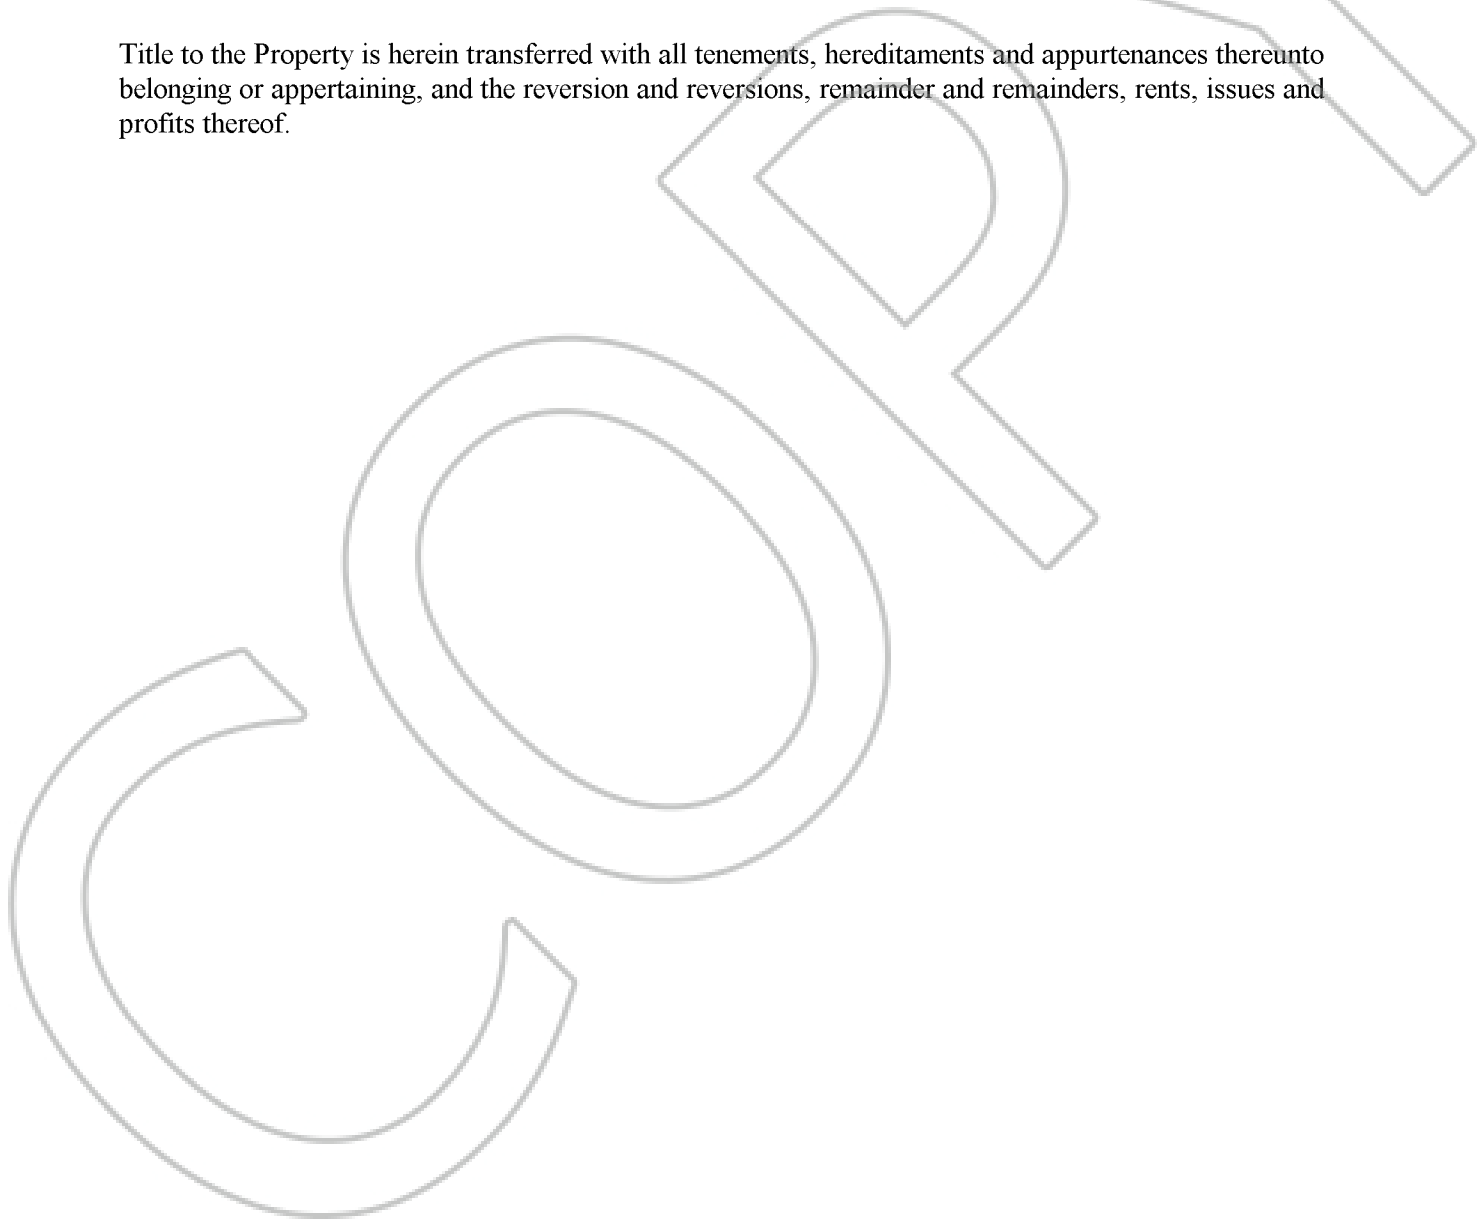 Title to the Property is herein transferred with all tenements, hereditaments and appurtenances thereunto
belonging or appertaining, and the reversion and reversions, remainder and remainders, rents, issues and
profits thereof.
COPY